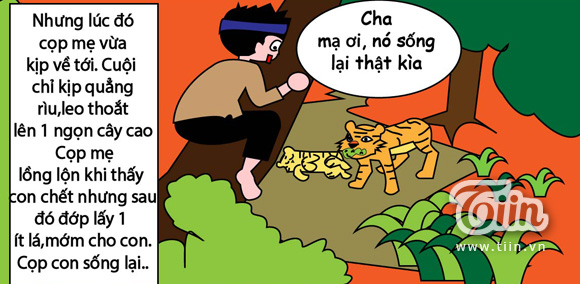 Nhưng lúc đó
cọp mẹ vừa
kịp về tới. Cuội
chỉ kịp quẳng
rìu,leo thoắt
lên 1 ngọn cây cao
Cọp mẹ
lồng lộn khi thấy
con chết nhưng sau
đó đớp lấy 1
ít lá,mớm cho con.
Cọp con sống lại..
Cha
mạ ơi, nó sống
lại thật kìa
Tiin
www.tiin.vn